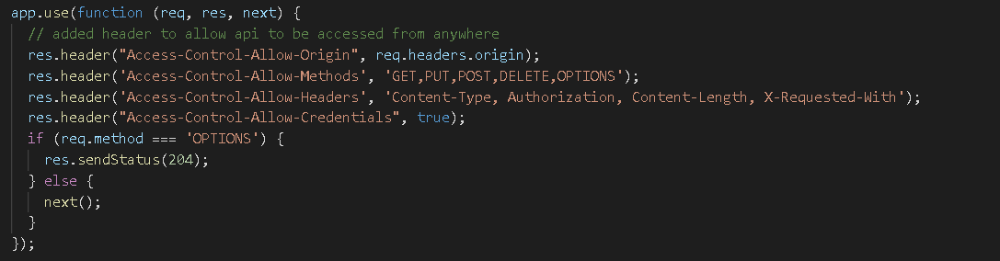 app.use(function (req, res, next) {
  // added header to allow api to be accessed from anywhere
  res.header("Access-Control-Allow-Origin", req.headers.origin);
  res.header('Access-Control-Allow-Methods', 'GET,PUT,POST,DELETE,OPTIONS');
  res.header('Access-Control-Allow-Headers', 'Content-Type, Authorization, Content-Length, X-Requested-With');
  res.header("Access-Control-Allow-Credentials", true);
  if (req.method === 'OPTIONS') {
    res.sendStatus(204);
  } else {
    next();
  }
});